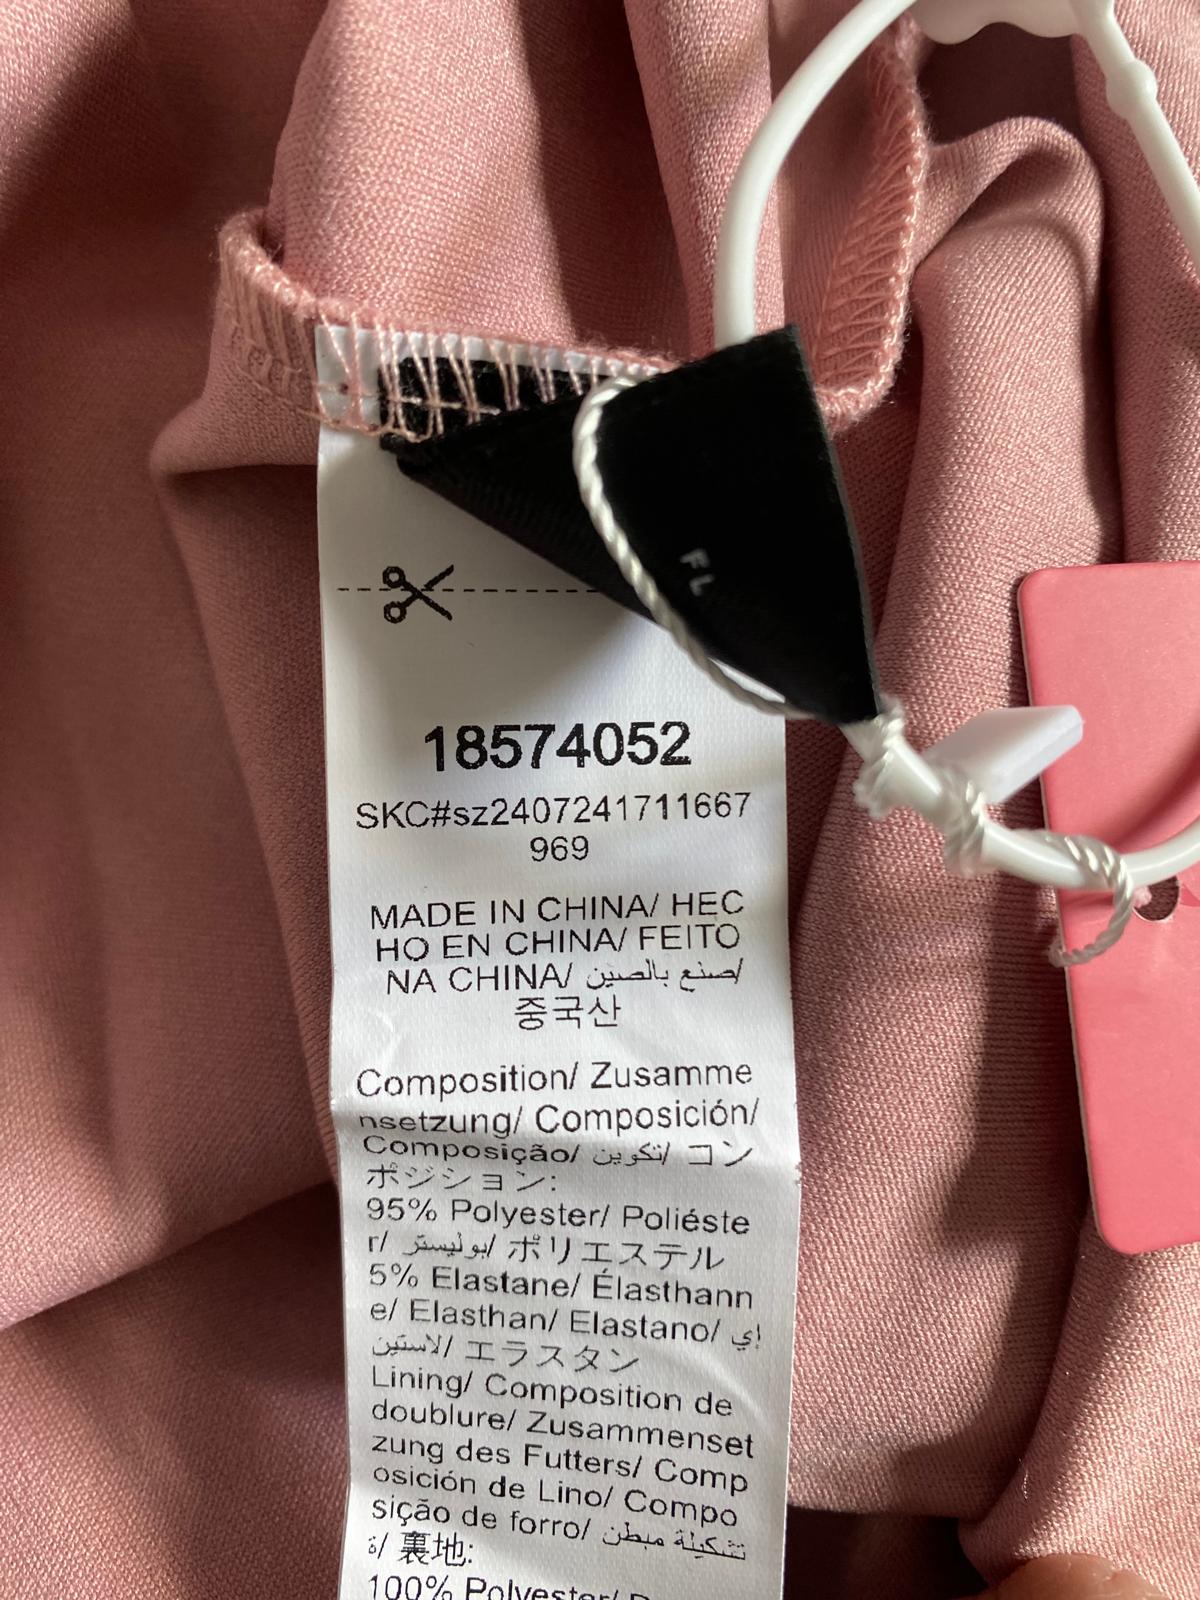 FL
18574052
SKC#sz2407241711667
969
MADE IN CHINA/ HEC
HO EN CHINA/ FEITO
NA CHINA/ صنع بالصين/
중국산
Composition/ Zusamme
nsetzung/ Composición/
Composição/ تكوين/ コン
ポジション:
95% Polyester/ Poliéste
r/ بوليستر/ ポリエステル
5% Elastane/ Élasthann
e/ Elasthan/ Elastano/ إي
لاستين/ エラスタン
Lining/ Composition de
doublure/ Zusammenset
zung des Futters/ Comp
osición de Lino/ Compo
sição de forro/ تشكيلة مبطن
ة/ 裏地:
100% Polyester/